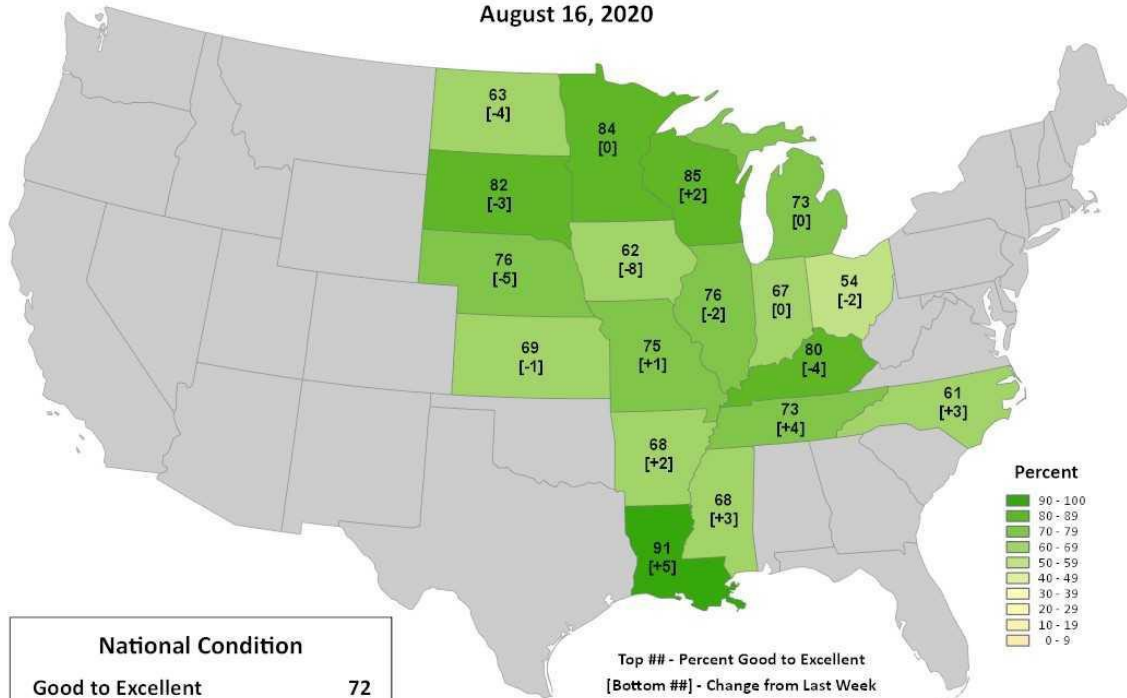 August 16, 2020
63
[-4]
84
[0]
82
[-3]
85
[+2]
73
[0]
76
[-5]
62
[-8]
76
[-2]
67
[0]
54
[-2]
69
[-1]
75
[+1]
80
[-4]
73
[+4]
61
[+3]
68
[+2]
68
[+3]
91
[+5]
Percent
90 - 100
80 - 89
70 - 79
60 - 69
50 - 59
40 - 49
30 - 39
20 - 29
10 - 19
0 - 9
National Condition
Good to Excellent 72
Top ## - Percent Good to Excellent
[Bottom ##] - Change from Last Week